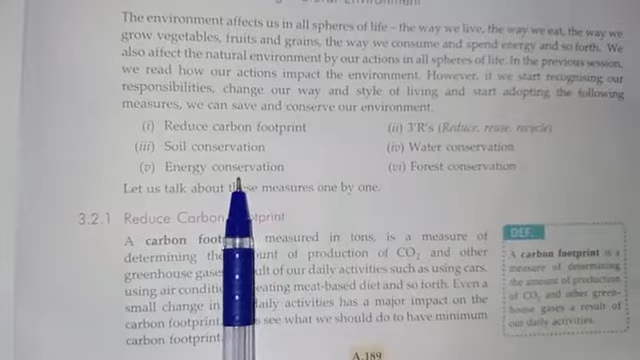 The environment affects us in all spheres of life – the way we live, the way we eat, the way we
grow vegetables, fruits and grains, the way we consume and spend energy and so forth. We
also affect the natural environment by our actions in all spheres of life. In the previous session,
we read how our actions impact the environment. However, if we start recognising our
responsibilities, change our way and style of living and start adopting the following
measures, we can save and conserve our environment.
(i) Reduce carbon footprint
(ii) 3'R's (Reduce, reuse, recycle)
(iii) Soil conservation
(iv) Water conservation
(v) Energy conservation
(vi) Forest conservation
Let us talk about these measures one by one.
3.2.1 Reduce Carbon Footprint
A carbon foot measured in tons, is a measure of
determining the amount of production of CO₂ and other
greenhouse gases of our daily activities such as using cars,
using air eating meat-based diet and so forth. Even a
small change in daily activities has a major impact on the
carbon footprint. see what we should do to have minimum
carbon footprint.
DEF.
A carbon footprint is a
measure of determining
the amount of production
of CO₂ and other green-
house gases a result of
our daily activities.
A.189